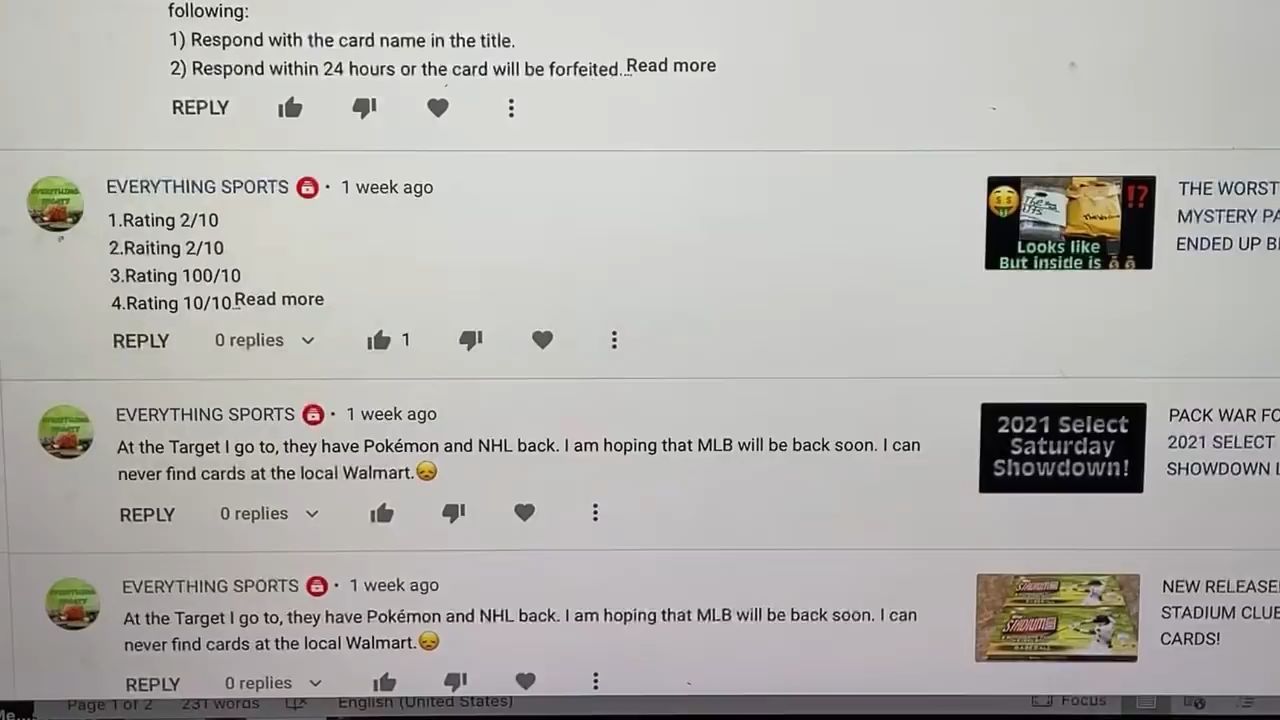 following:
1) Respond with the card name in the title.
2) Respond within 24 hours or the card will be forfeited...Read more
REPLY
EVERYTHING SPORTS · 1 week ago
1.Rating 2/10
2.Raiting 2/10
3.Rating 100/10
4.Rating 10/10...Read more
REPLY 0 replies 1
THE WORST
MYSTERY PA
ENDED UP BE
Looks like
But inside is
EVERYTHING SPORTS · 1 week ago
At the Target I go to, they have Pokémon and NHL back. I am hoping that MLB will be back soon. I can
never find cards at the local Walmart.😞
REPLY 0 replies
2021 Select
Saturday
Showdown!
PACK WAR FO
2021 SELECT
SHOWDOWN L
EVERYTHING SPORTS · 1 week ago
At the Target I go to, they have Pokémon and NHL back. I am hoping that MLB will be back soon. I can
never find cards at the local Walmart.😞
REPLY 0 replies
STADIUM
STADIUM
BASEBALL
NEW RELEASE
STADIUM CLUB
CARDS!
Page 1 of 2 231 words English (United States) Focus